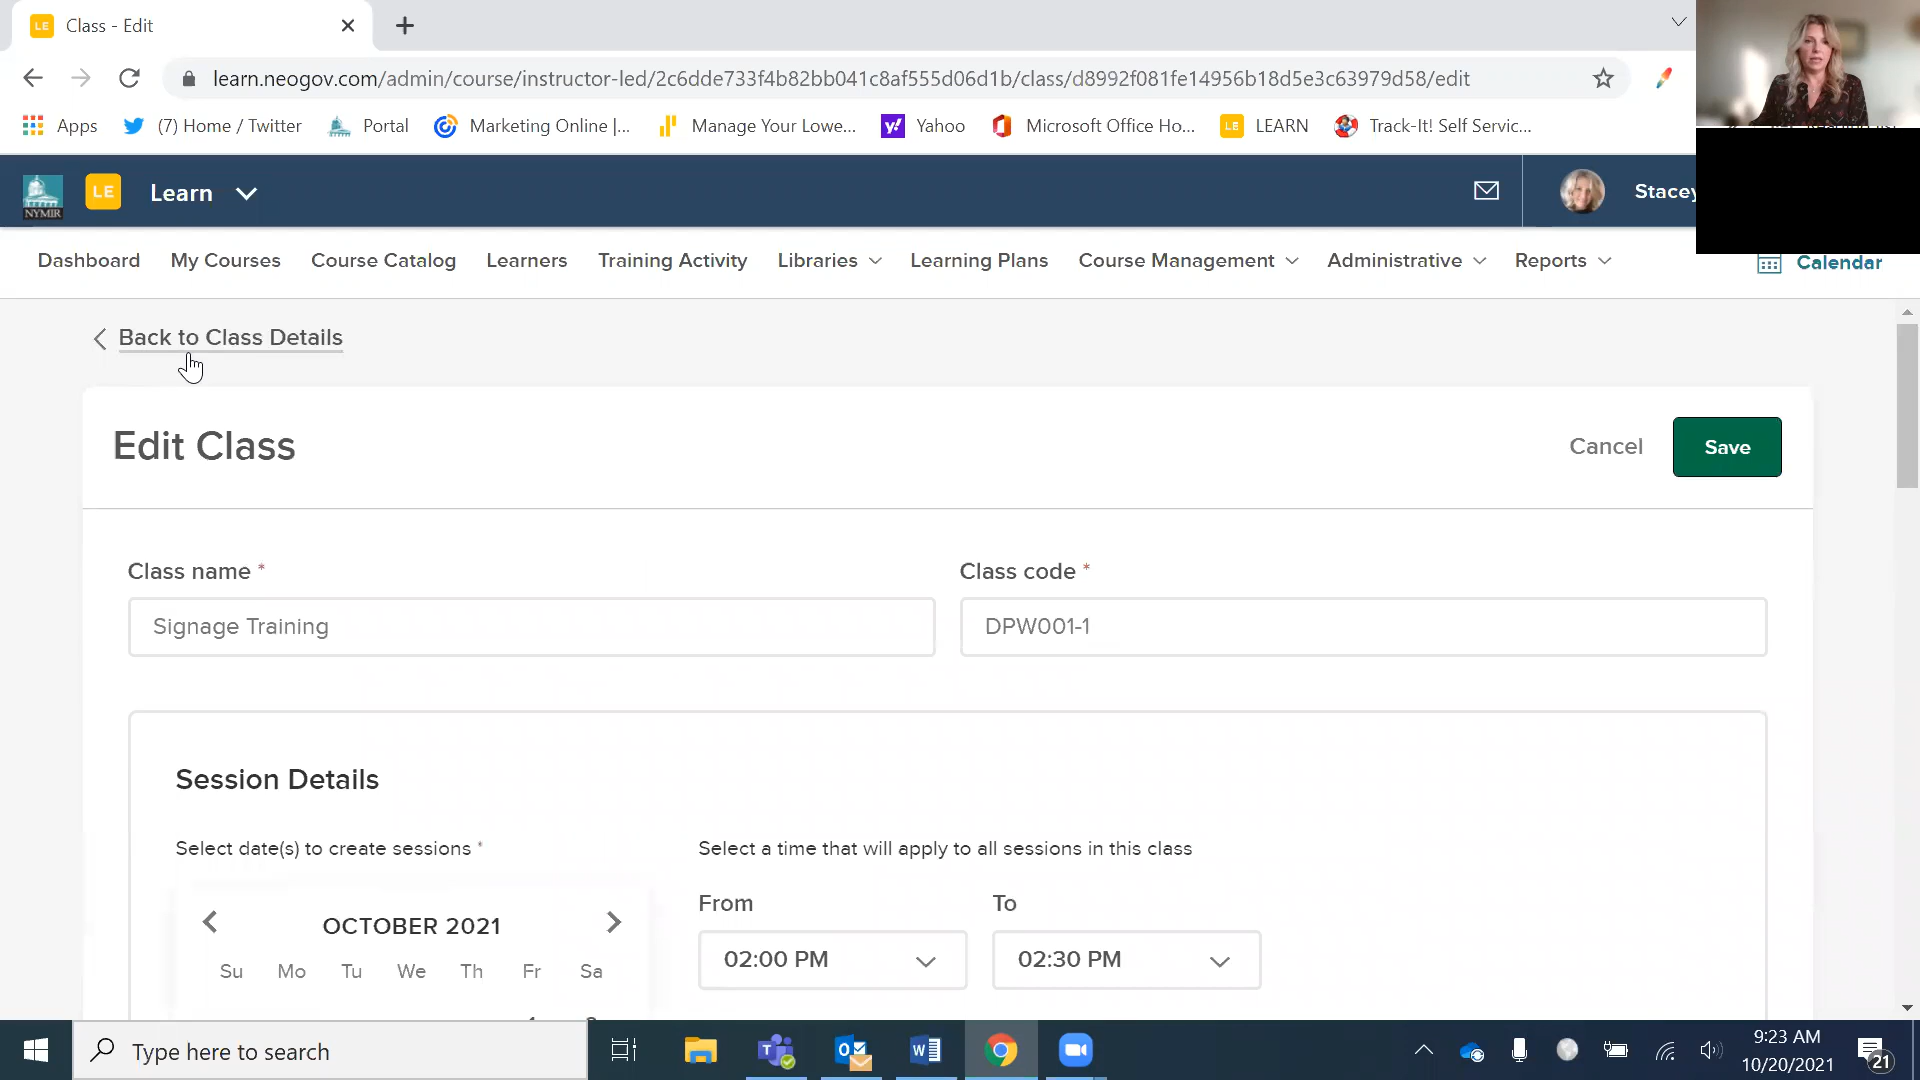 LE Class - Edit
learn.neogov.com/admin/course/instructor-led/2c6dde733f4b82bb041c8af555d06d1b/class/d8992f081fe14956b18d5e3c63979d58/edit
Apps (7) Home / Twitter Portal Marketing Online |... Manage Your Lowe... Yahoo Microsoft Office Ho... LE LEARN Track-It! Self Servic...
NYMIR LE Learn Stacey
Dashboard My Courses Course Catalog Learners Training Activity Libraries Learning Plans Course Management Administrative Reports Calendar
Back to Class Details
Edit Class Cancel Save
Class name * Class code *
Signage Training DPW001-1
Session Details
Select date(s) to create sessions * Select a time that will apply to all sessions in this class
From To
OCTOBER 2021
02:00 PM 02:30 PM
Su Mo Tu We Th Fr Sa
Type here to search
9:23 AM
10/20/2021
21